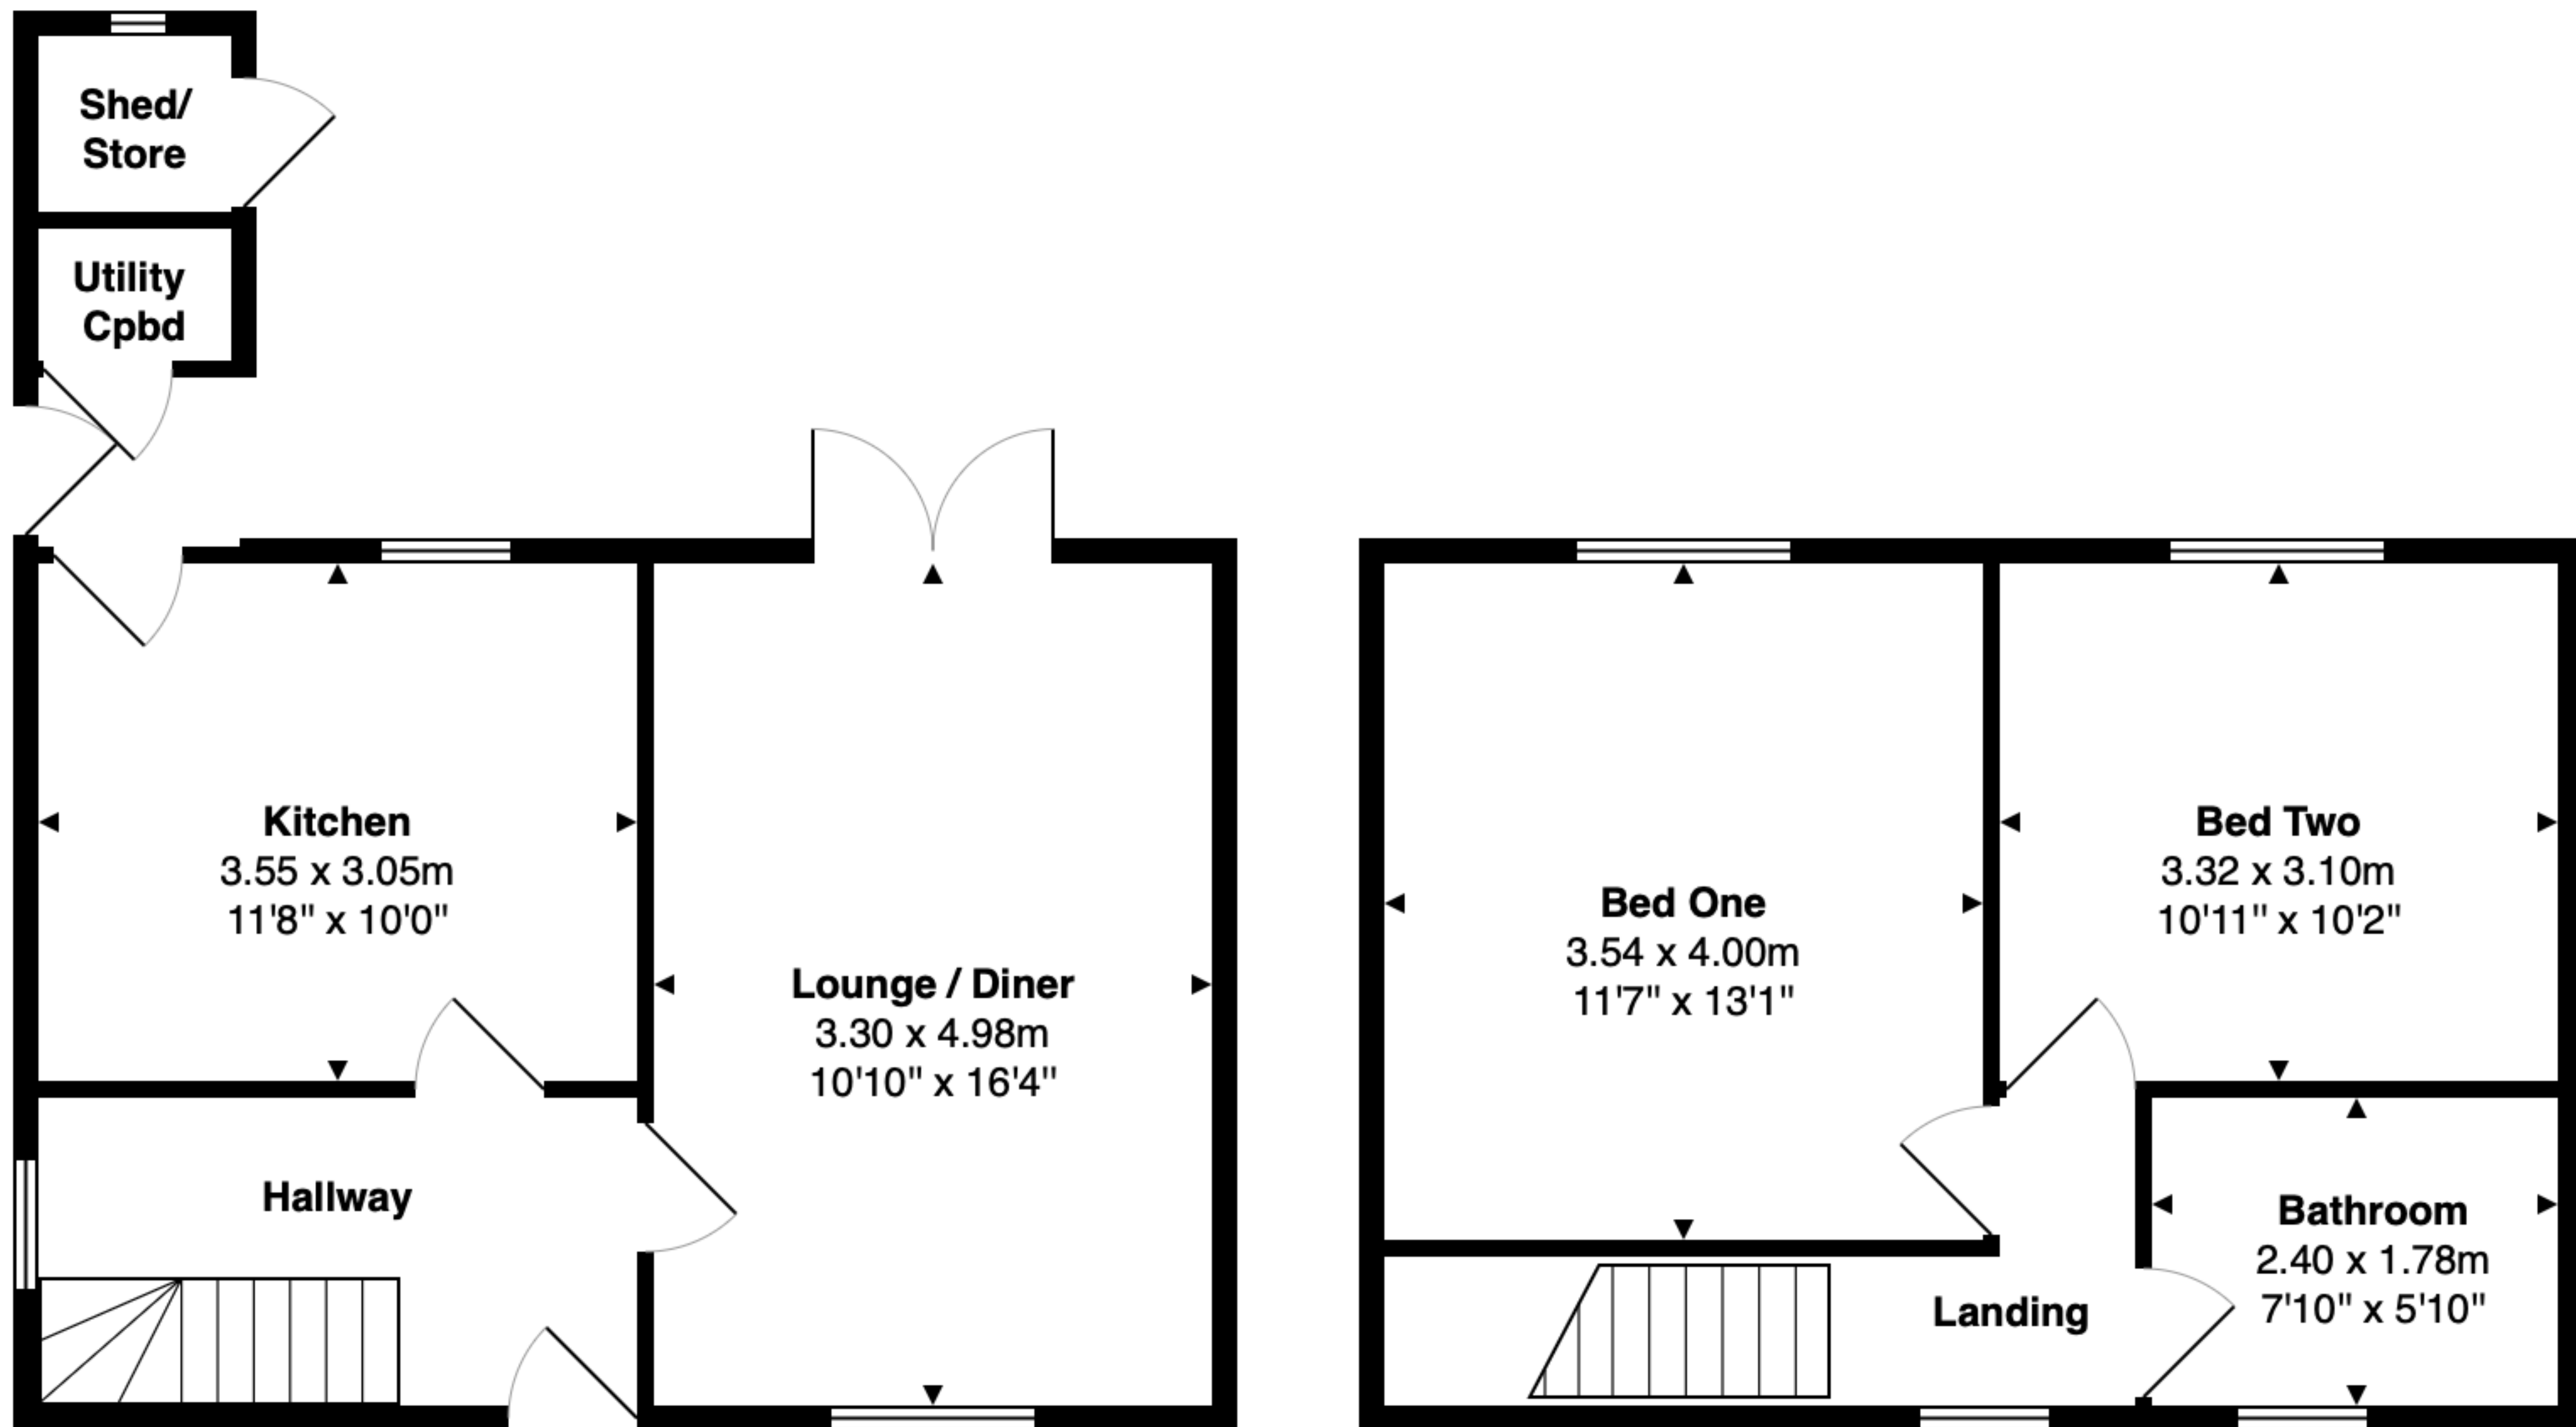 Shed/
Store
Utility
Cpbd
Kitchen
3.55 x 3.05m
11'8" x 10'0"
Lounge / Diner
3.30 x 4.98m
10'10" x 16'4"
Hallway
Bed One
3.54 x 4.00m
11'7" x 13'1"
Bed Two
3.32 x 3.10m
10'11" x 10'2"
Bathroom
2.40 x 1.78m
7'10" x 5'10"
Landing